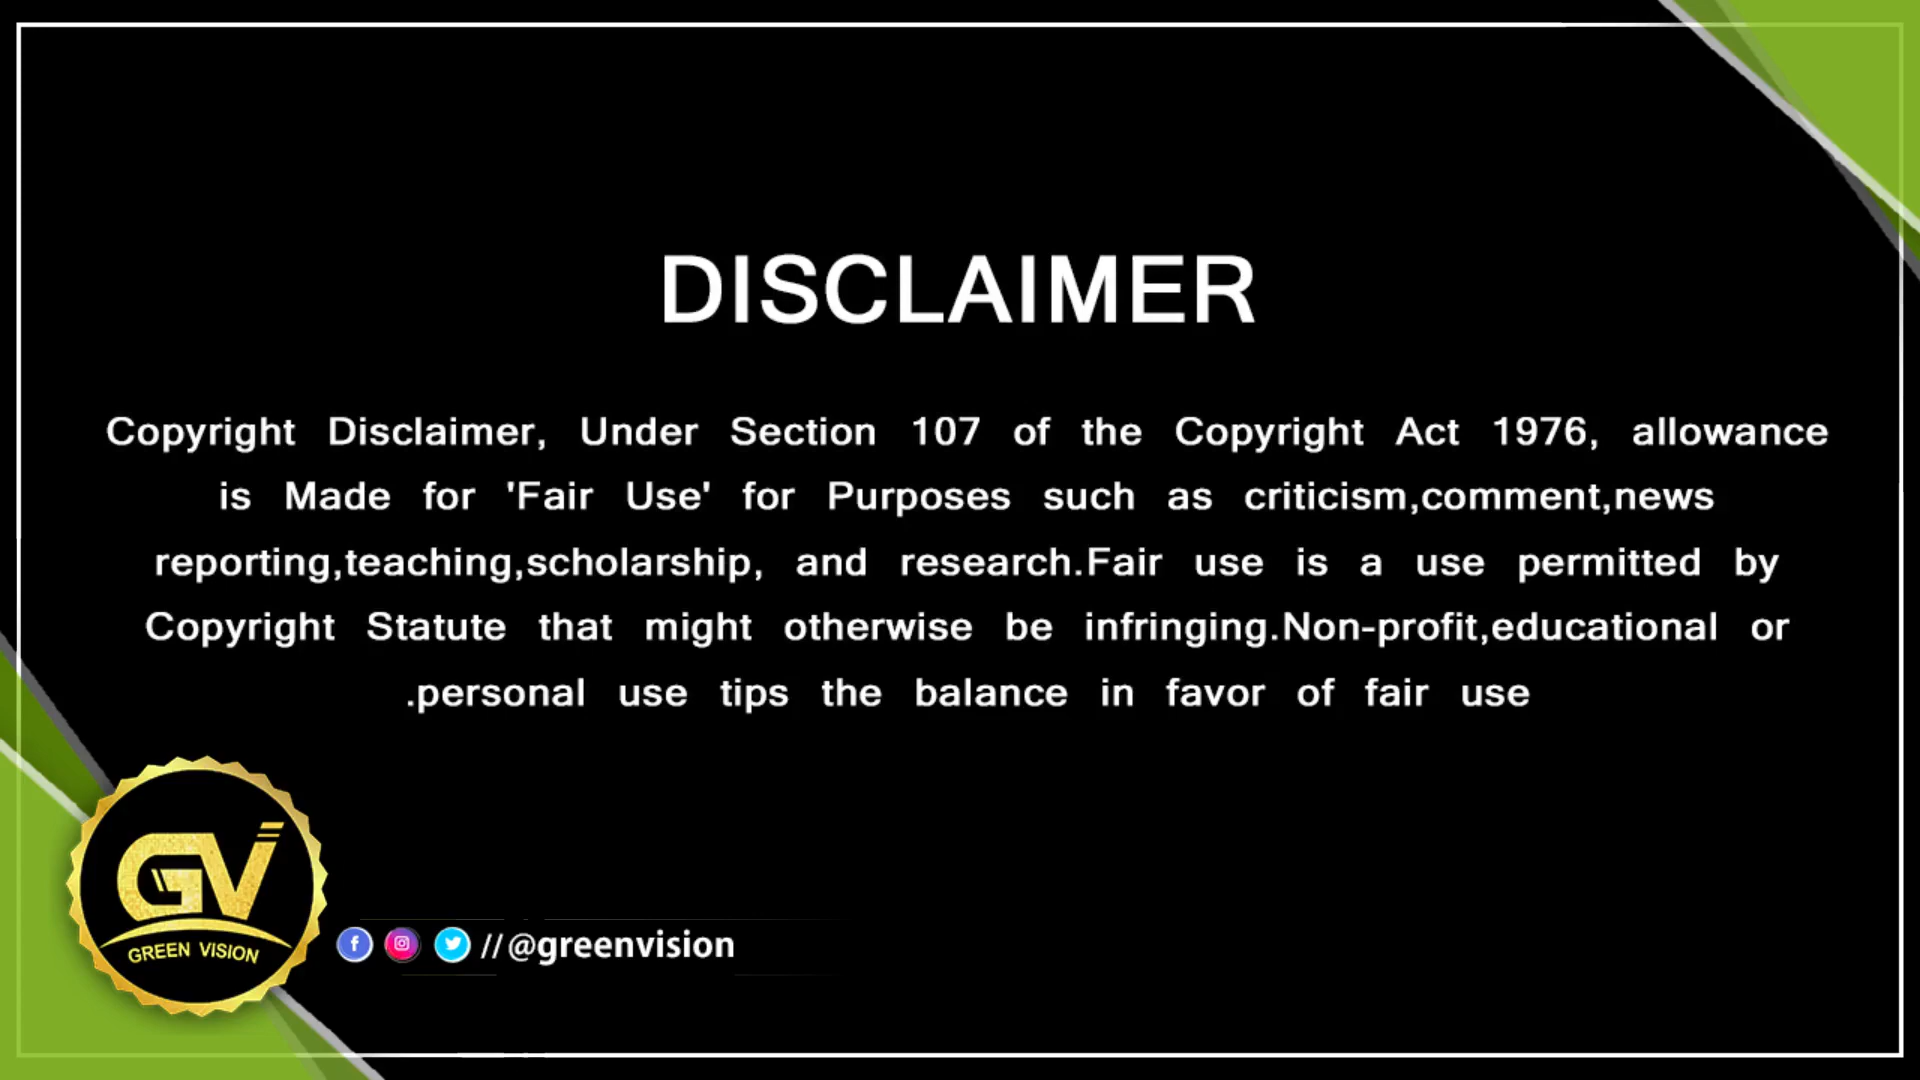 DISCLAIMER
Copyright Disclaimer, Under Section 107 of the Copyright Act 1976, allowance
is Made for 'Fair Use' for Purposes such as criticism,comment,news
reporting,teaching,scholarship, and research.Fair use is a use permitted by
Copyright Statute that might otherwise be infringing.Non-profit,educational or
.personal use tips the balance in favor of fair use
GV
GREEN VISION
//@greenvision